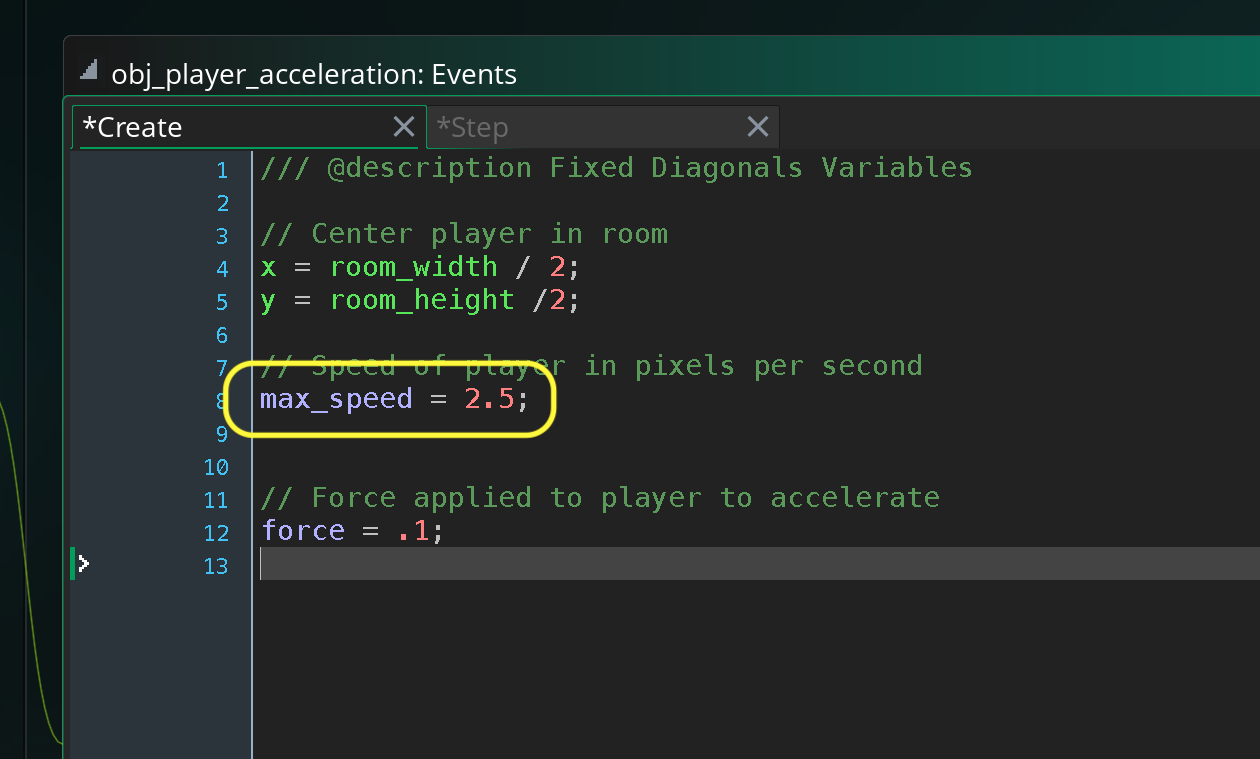 obj_player_acceleration: Events
*Create
*Step
1 /// @description Fixed Diagonals Variables
2
3 // Center player in room
4 x = room_width / 2;
5 y = room_height /2;
6
7 // Speed of player in pixels per second
8 max_speed = 2.5;
9
10
11 // Force applied to player to accelerate
12 force = .1;
13